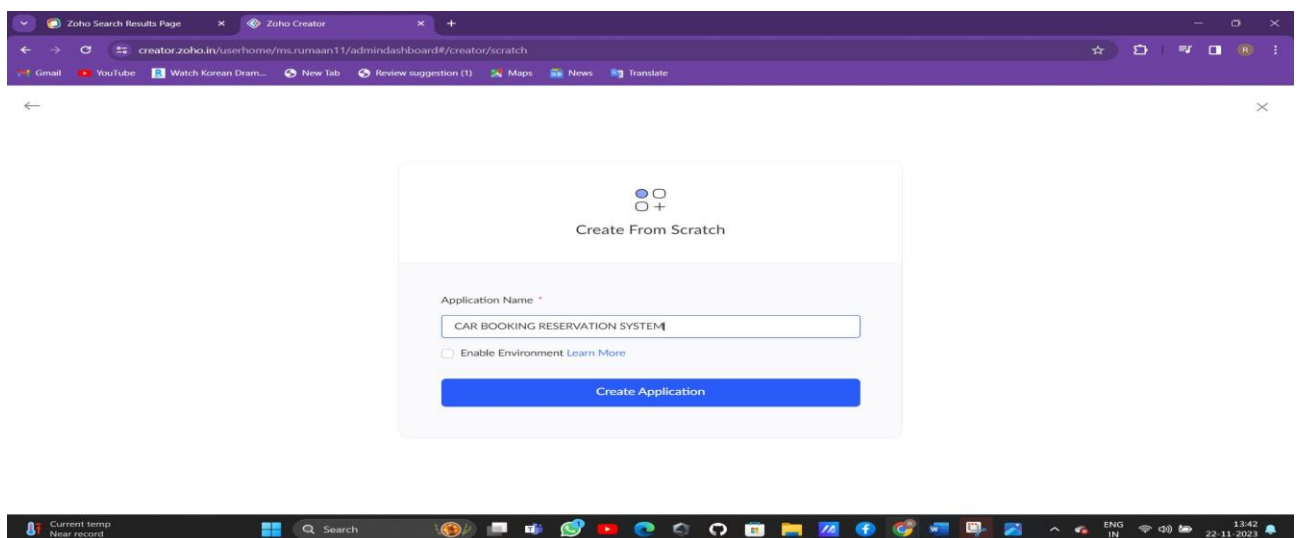 Zoho Search Results Page
Zoho Creator
creator.zoho.in/userhome/ms.rumaan11/admindashboard#/creator/scratch
R
Gmail
YouTube
Watch Korean Dram...
New Tab
Review suggestion (1)
Maps
News
Translate
Create From Scratch
Application Name *
CAR BOOKING RESERVATION SYSTEM
Enable Environment Learn More
Create Application
Current temp
Near record
Search
ENG
IN
13:42
22-11-2023